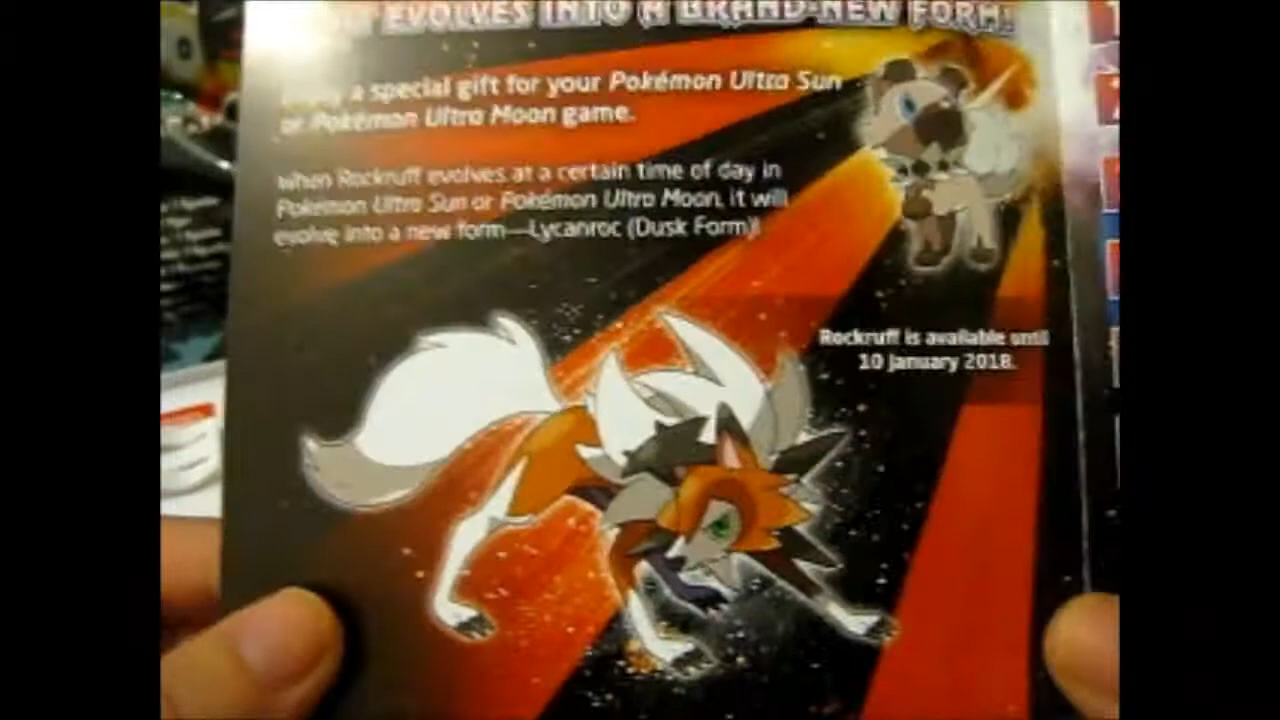 EVOLVES INTO A BRAND-NEW FORM!
a special gift for your Pokémon Ultra Sun
or Pokémon Ultra Moon game.
When Rockruff evolves at a certain time of day in
Pokémon Ultra Sun or Pokémon Ultra Moon, it will
evolve into a new form—Lycanroc (Dusk Form)!
Rockruff is available until
10 January 2018.